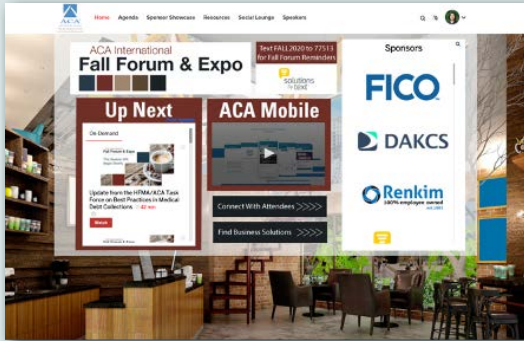 ACA
Home Agenda Sponsor Showcase Resources Social Lounge Speakers
ACA International
Fall Forum & Expo
Text FALL2020 to 77513
for Fall Forum Reminders
solutions
by text
Sponsors
FICO
DAKCS
Renkim
100% employee owned
Up Next
On-Demand
Fall Forum & Expo
Update from the HFMA/ACA Task
Force on Best Practices in Medical
Debt Collections 42 min
Watch
ACA Mobile
Connect With Attendees
Find Business Solutions